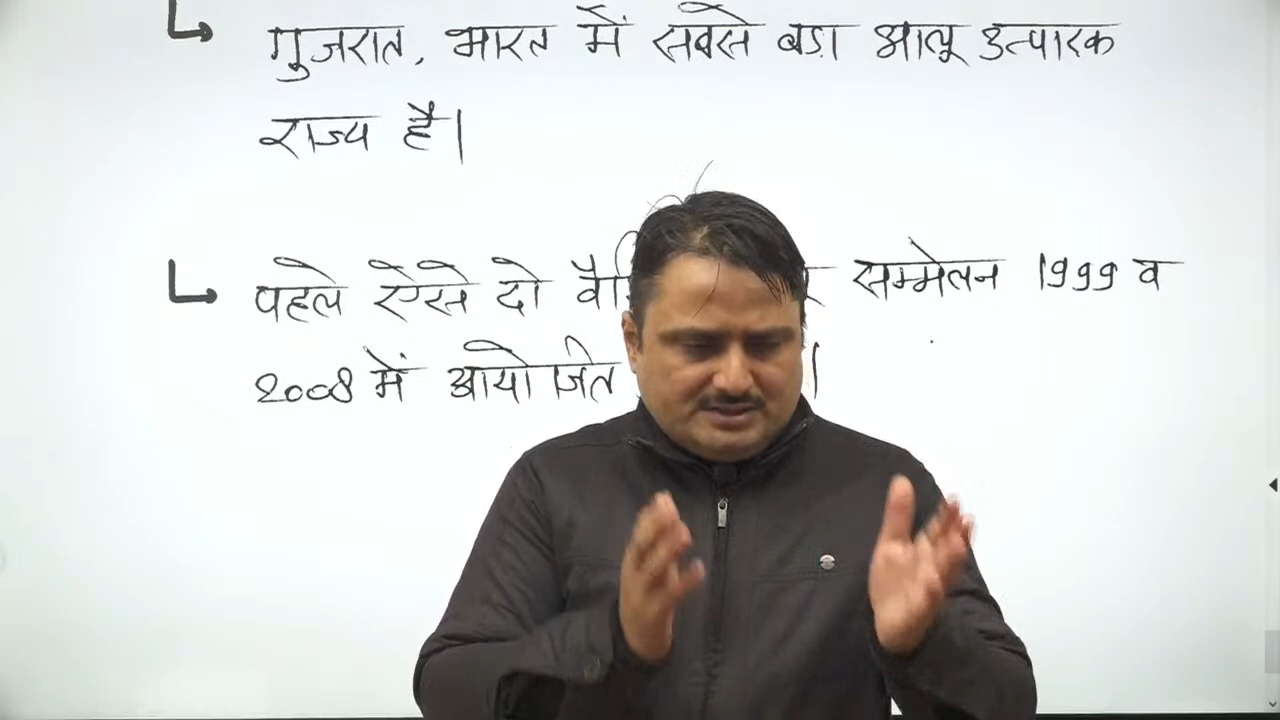 गुजरात, भारत में सबसे बड़ा आलू उत्पादक
राज्य है।
पहले ऐसे दो सम्मेलन 1999 व
2008 में आयोजित